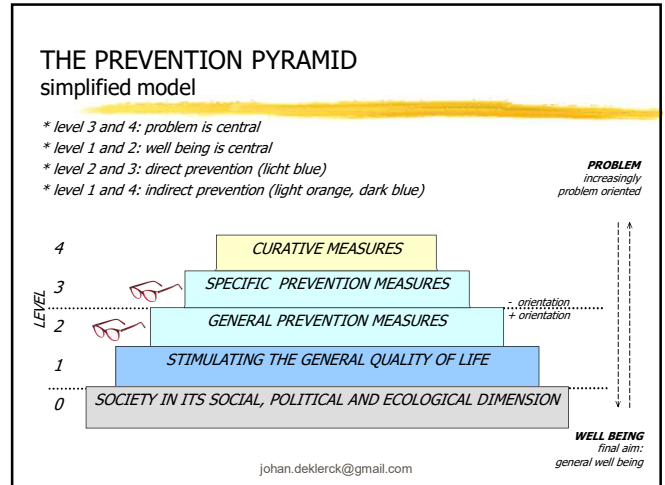 THE PREVENTION PYRAMID
simplified model
* level 3 and 4: problem is central
* level 1 and 2: well being is central
* level 2 and 3: direct prevention (licht blue)
* level 1 and 4: indirect prevention (light orange, dark blue)
PROBLEM
increasingly
problem oriented
LEVEL
4
CURATIVE MEASURES
3
SPECIFIC PREVENTION MEASURES
- orientation
+ orientation
2
GENERAL PREVENTION MEASURES
1
STIMULATING THE GENERAL QUALITY OF LIFE
0
SOCIETY IN ITS SOCIAL, POLITICAL AND ECOLOGICAL DIMENSION
WELL BEING
final aim:
general well being
johan.deklerck@gmail.com